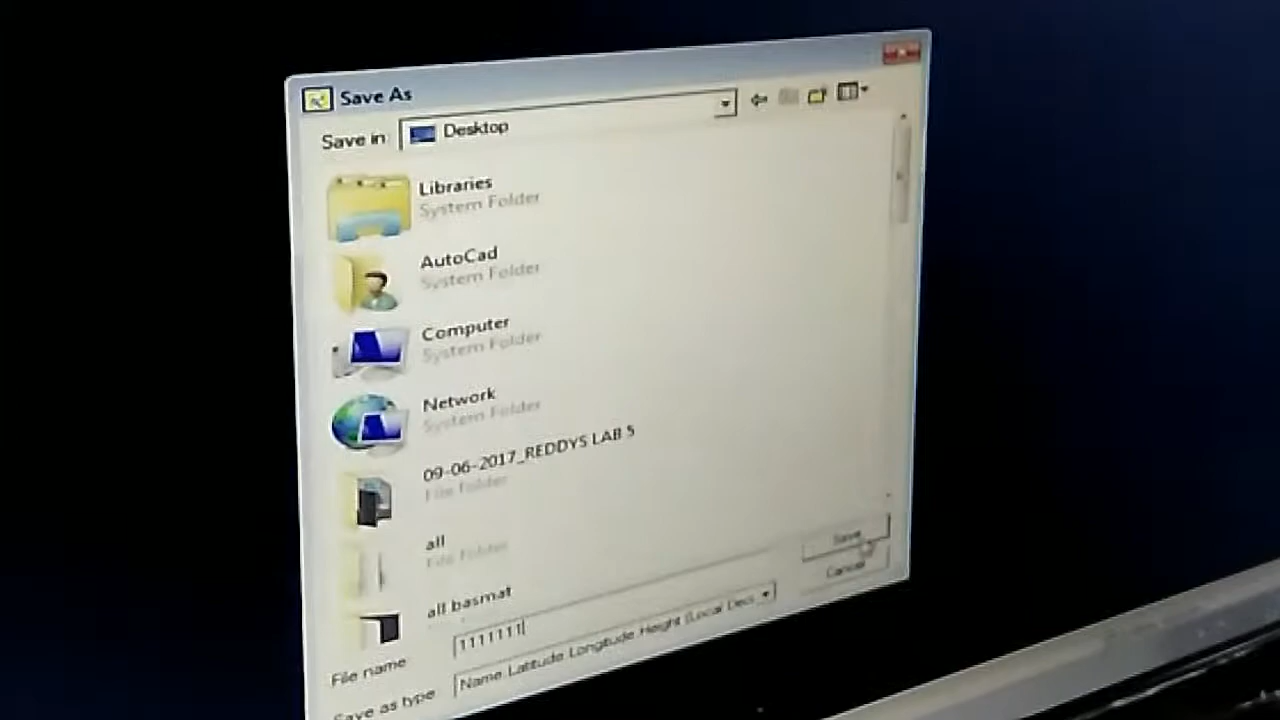 Save As
Save in:
Desktop
Libraries
System Folder
AutoCad
System Folder
Computer
System Folder
Network
System Folder
09-06-2017_REDDYS LAB 5
File folder
all
File folder
all basmat
Save
Cancel
File name
1111111
Save as type
Name,Latitude,Longitude,Height (Local Deci